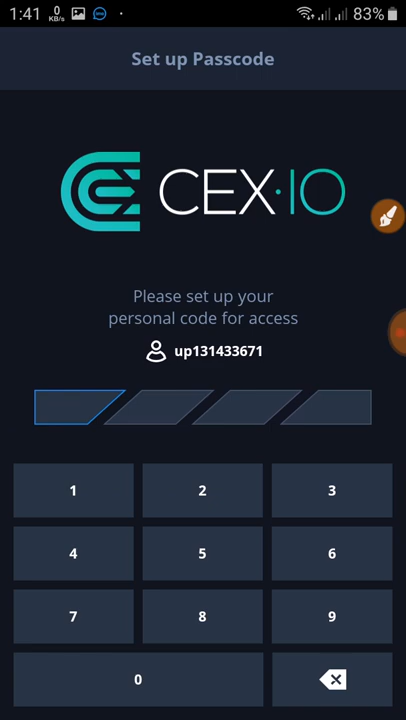 1:41 0 KB/s 83%
Set up Passcode
CEX·IO
Please set up your
personal code for access
up131433671
1 2 3
4 5 6
7 8 9
0